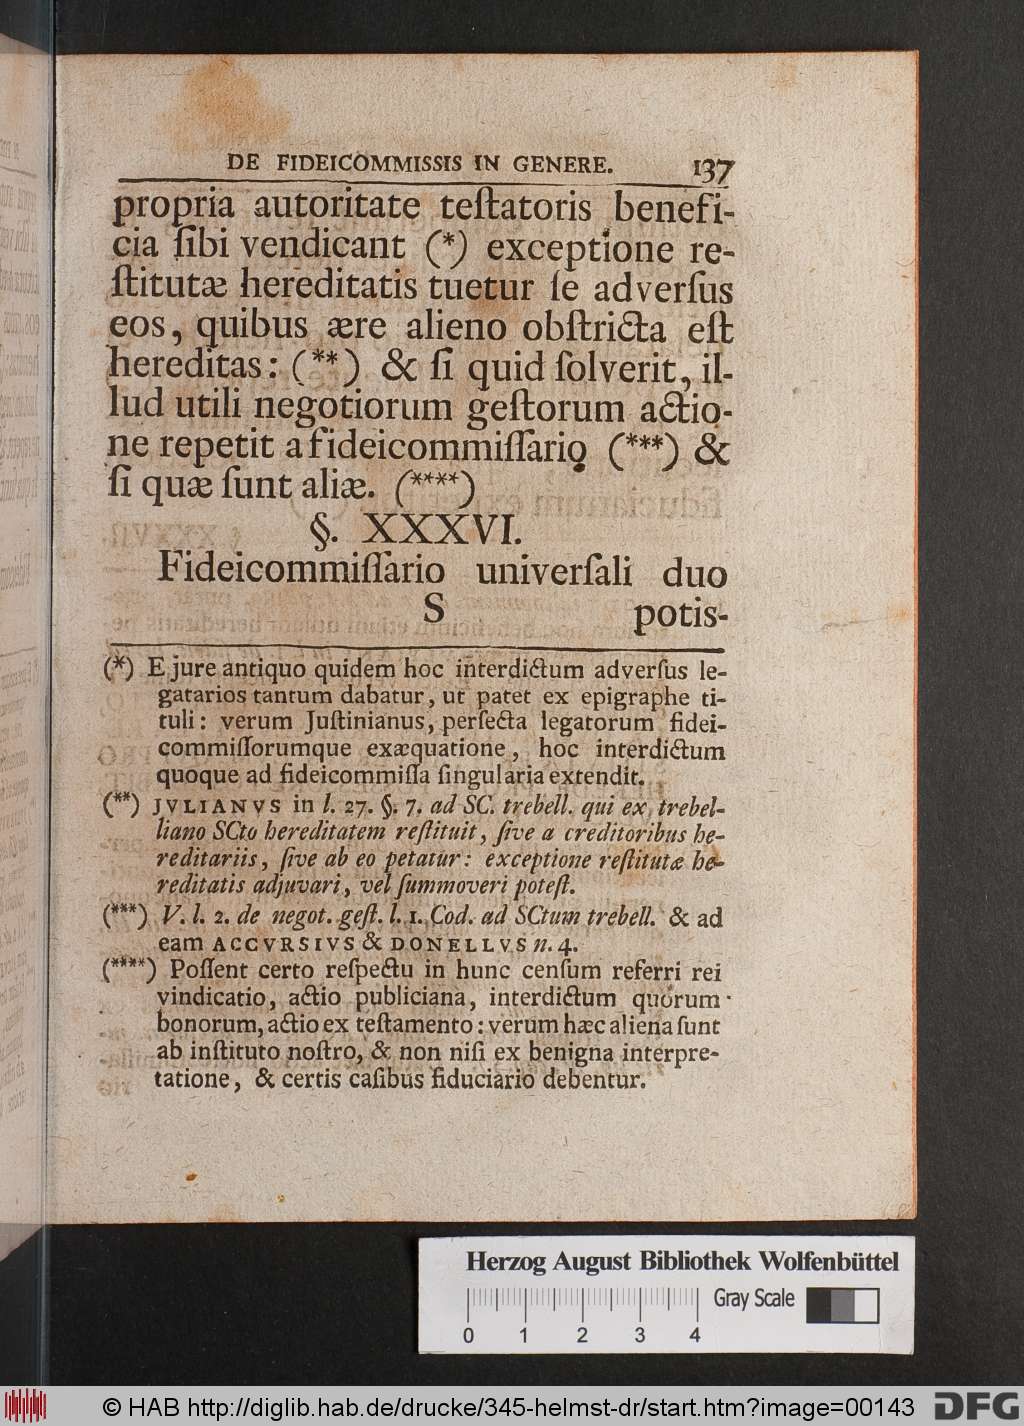 DE FIDEICOMMISSIS IN GENERE. 137
propria autoritate teſtatoris benefi-
cia ſibi vendicant (*) exceptione re-
ſtitutæ hereditatis tuetur ſe adverſus
eos, quibus ære alieno obſtricta eſt
hereditas: (**) & ſi quid ſolverit, il-
lud utili negotiorum geſtorum actio-
ne repetit a fideicommiſſario (***) &
ſi quæ ſunt aliæ. (****)
§. XXXVI.
Fideicommiſſario univerſali duo
S potis-
(*) E jure antiquo quidem hoc interdictum adverſus le-
gatarios tantum dabatur, ut patet ex epigraphe ti-
tuli: verum Juſtinianus, perfecta legatorum fidei-
commiſſorumque exæquatione, hoc interdictum
quoque ad fideicommiſſa ſingularia extendit.
(**) JVLIANVS in l. 27. §. 7. ad SC. trebell. qui ex trebel-
liano SCto hereditatem reſtituit, ſive a creditoribus he-
reditariis, ſive ab eo petatur: exceptione reſtitutæ he-
reditatis adjuvari, vel ſummoveri poteſt.
(***) V. l. 2. de negot. geſt. l. 1. Cod. ad SCtum trebell. & ad
eam ACCVRSIVS & DONELLVS n. 4.
(****) Poſſent certo reſpectu in hunc cenſum referri rei
vindicatio, actio publiciana, interdictum quorum
bonorum, actio ex teſtamento: verum hæc aliena ſunt
ab inſtituto noſtro, & non niſi ex benigna interpre-
tatione, & certis caſibus fiduciario debentur.
Herzog August Bibliothek Wolfenbüttel
Gray Scale
0 1 2 3 4
© HAB http://diglib.hab.de/drucke/345-helmst-dr/start.htm?image=00143
DFG